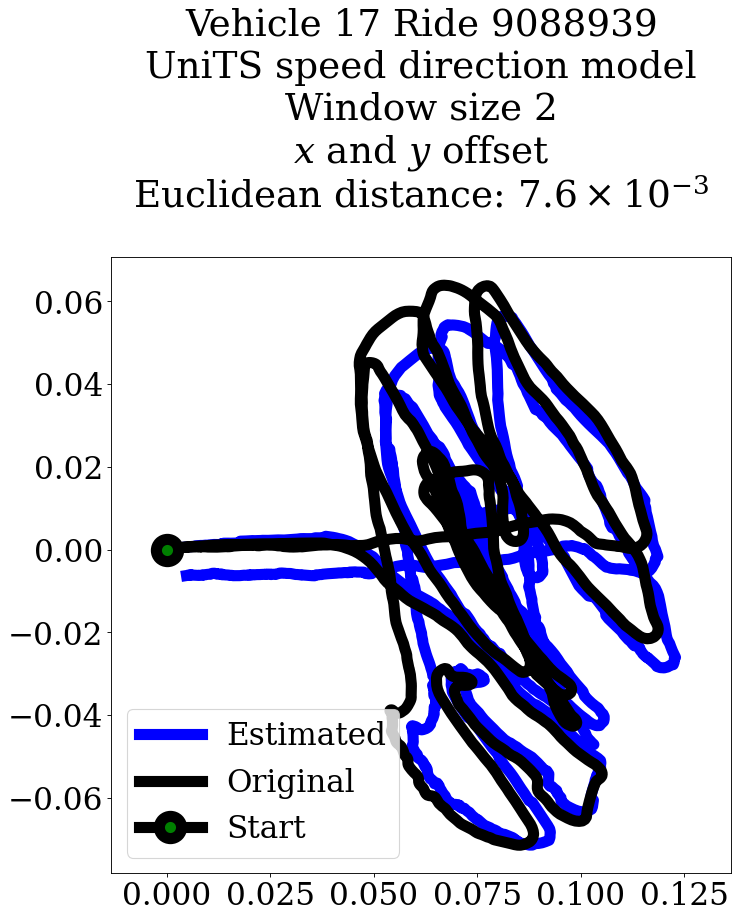 Vehicle 17 Ride 9088939
UniTS speed direction model
Window size 2
x and y offset
Euclidean distance: 7.6 × 10⁻³
0.06
0.04
0.02
0.00
−0.02
−0.04
−0.06
Estimated
Original
Start
0.000 0.025 0.050 0.075 0.100 0.125